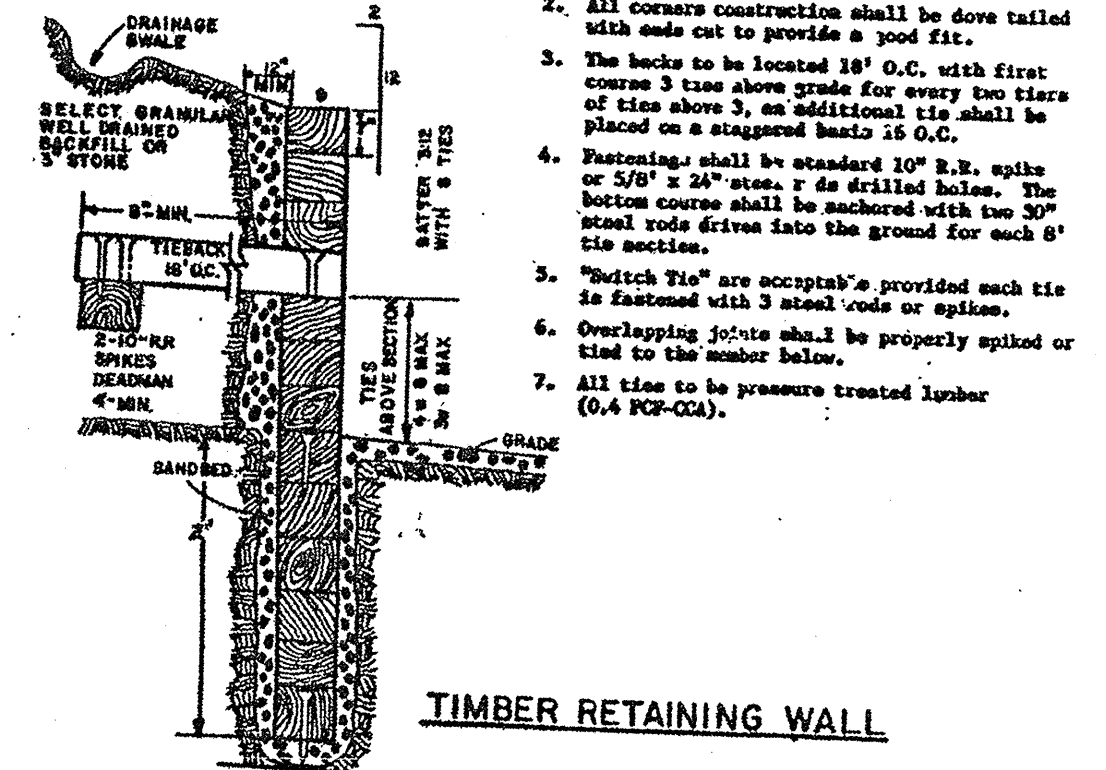 2. All corners construction shall be dove tailed
with ends cut to provide a good fit.
3. The backs to be located 18' O.C. with first
course 3 ties above grade for every two tiers
of ties above 3, an additional tie shall be
placed on a staggered basis 16 O.C.
4. Fastenings shall be standard 10" R.R. spike
or 5/8' x 24" steel r ds drilled holes. The
bottom course shall be anchored with two 30"
steel rods driven into the ground for each 8'
tie section.
5. "Switch Tie" are acceptable provided each tie
is fastened with 3 steel rods or spikes.
6. Overlapping joints shall be properly spiked or
tied to the member below.
7. All ties to be pressure treated lumber
(0.4 PCF-CCA).
DRAINAGE
SWALE
SELECT GRANULAR
WELL DRAINED
BACKFILL OR
3" STONE
12"
MIN
9
2
12
BATTER 2:12
WITH 8 TIES
8"-MIN.
TIEBACK
18' O.C.
2-10" RR
SPIKES
DEADMAN
4'-MIN.
TIES
ABOVE SECTION
MAX
MAX
GRADE
SAND BED
TIMBER RETAINING WALL